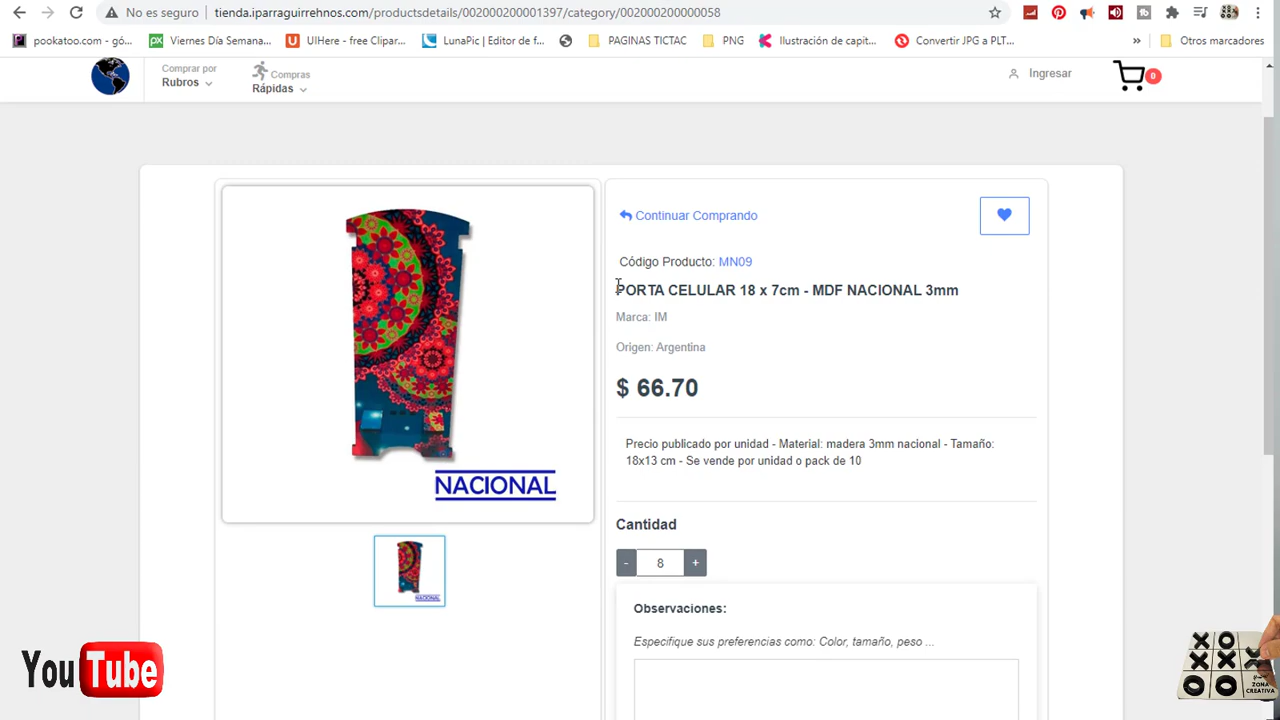 No es seguro
tienda.iparraguirrehnos.com/productsdetails/002000200001397/category/002000200000058
pookatoo.com - gó...
Viernes Día Semana...
UIHere - free Clipar...
LunaPic | Editor de f...
PAGINAS TICTAC
PNG
Ilustración de capit...
Convertir JPG a PLT...
»
Otros marcadores
Comprar por
Rubros
Compras
Rápidas
Ingresar
0
Continuar Comprando
Código Producto: MN09
PORTA CELULAR 18 x 7cm - MDF NACIONAL 3mm
Marca: IM
Origen: Argentina
$ 66.70
Precio publicado por unidad - Material: madera 3mm nacional - Tamaño:
18x13 cm - Se vende por unidad o pack de 10
NACIONAL
Cantidad
- 8 +
NACIONAL
Observaciones:
Especifique sus preferencias como: Color, tamaño, peso ...
YouTube
X O
X X X
O O
ZONA
CREATIVA